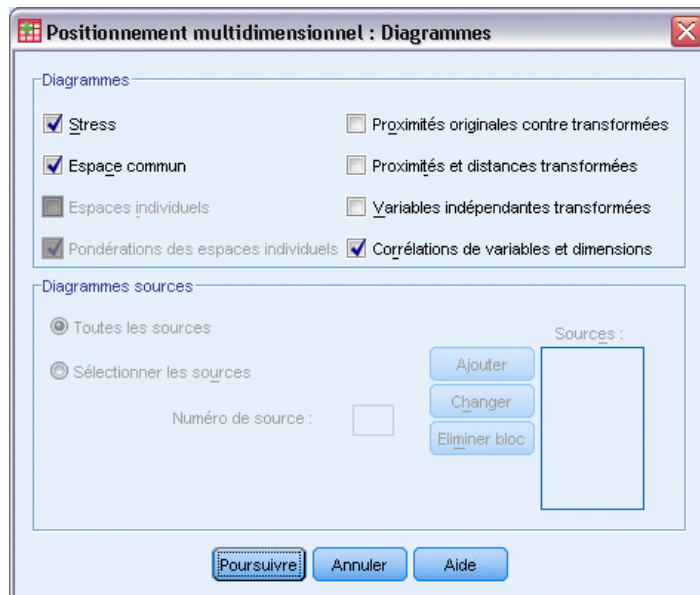 Positionnement multidimensionnel : Diagrammes
Diagrammes
Stress
Proximités originales contre transformées
Espace commun
Proximités et distances transformées
Espaces individuels
Variables indépendantes transformées
Pondérations des espaces individuels
Corrélations de variables et dimensions
Diagrammes sources
Toutes les sources
Sélectionner les sources
Numéro de source :
Sources :
Ajouter
Changer
Eliminer bloc
Poursuivre
Annuler
Aide